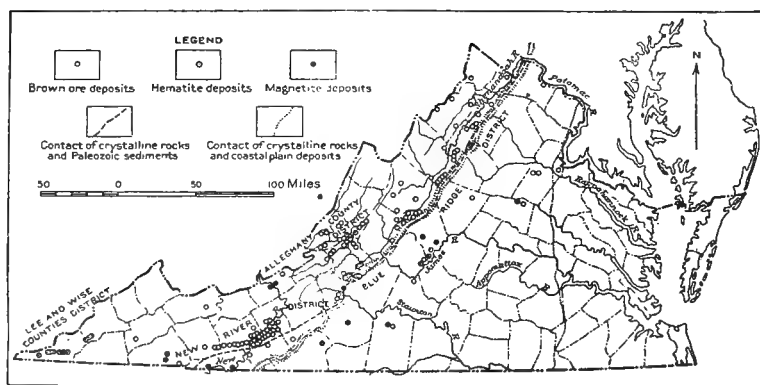 LEGEND
Brown ore deposits
Hematite deposits
Magnetite deposits
Contact of crystalline rocks
and Paleozoic sediments
Contact of crystalline rocks
and coastal plain deposits
50 0 50 100 Miles
N
Potomac R
DISTRICT
RIDGE
BLUE
Rappahannock R
ALLEGHANY COUNTY
DISTRICT
James R
Appomattox R
Staunton R
LEE AND WISE
COUNTIES DISTRICT
NEW RIVER DISTRICT
New